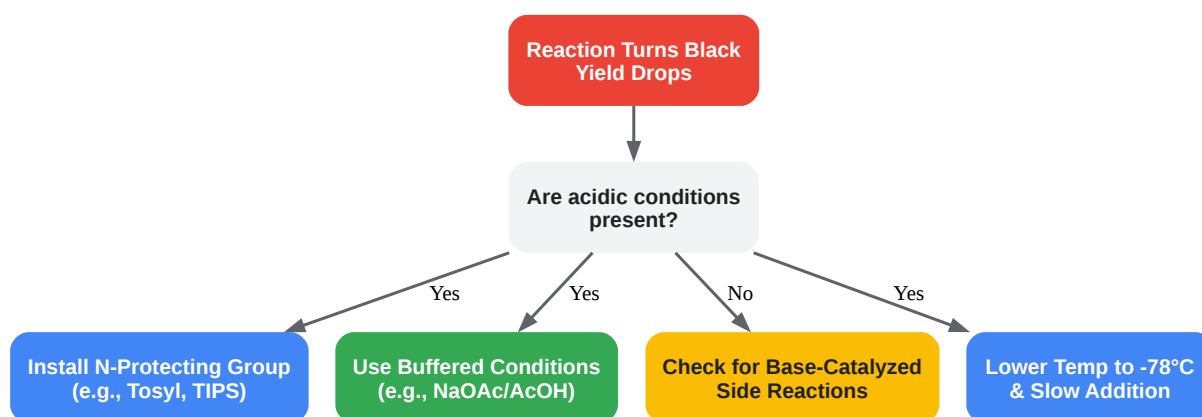 Reaction Turns Black
Yield Drops
Are acidic conditions
present?
Yes
Yes
No
Yes
Install N-Protecting Group
(e.g., Tosyl, TIPS)
Use Buffered Conditions
(e.g., NaOAc/AcOH)
Check for Base-Catalyzed
Side Reactions
Lower Temp to -78°C
& Slow Addition